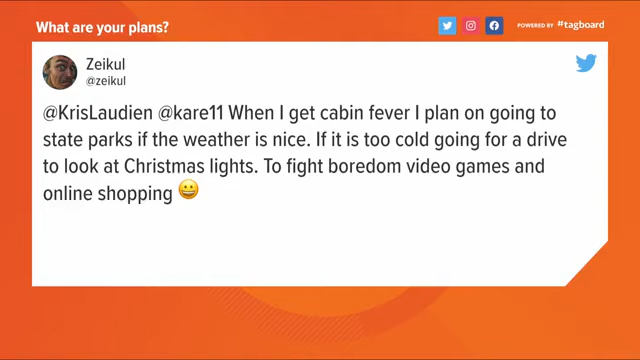 What are your plans?
POWERED BY #tagboard
Zeikul
@zeikul
@KrisLaudien @kare11 When I get cabin fever I plan on going to
state parks if the weather is nice. If it is too cold going for a drive
to look at Christmas lights. To fight boredom video games and
online shopping 😀